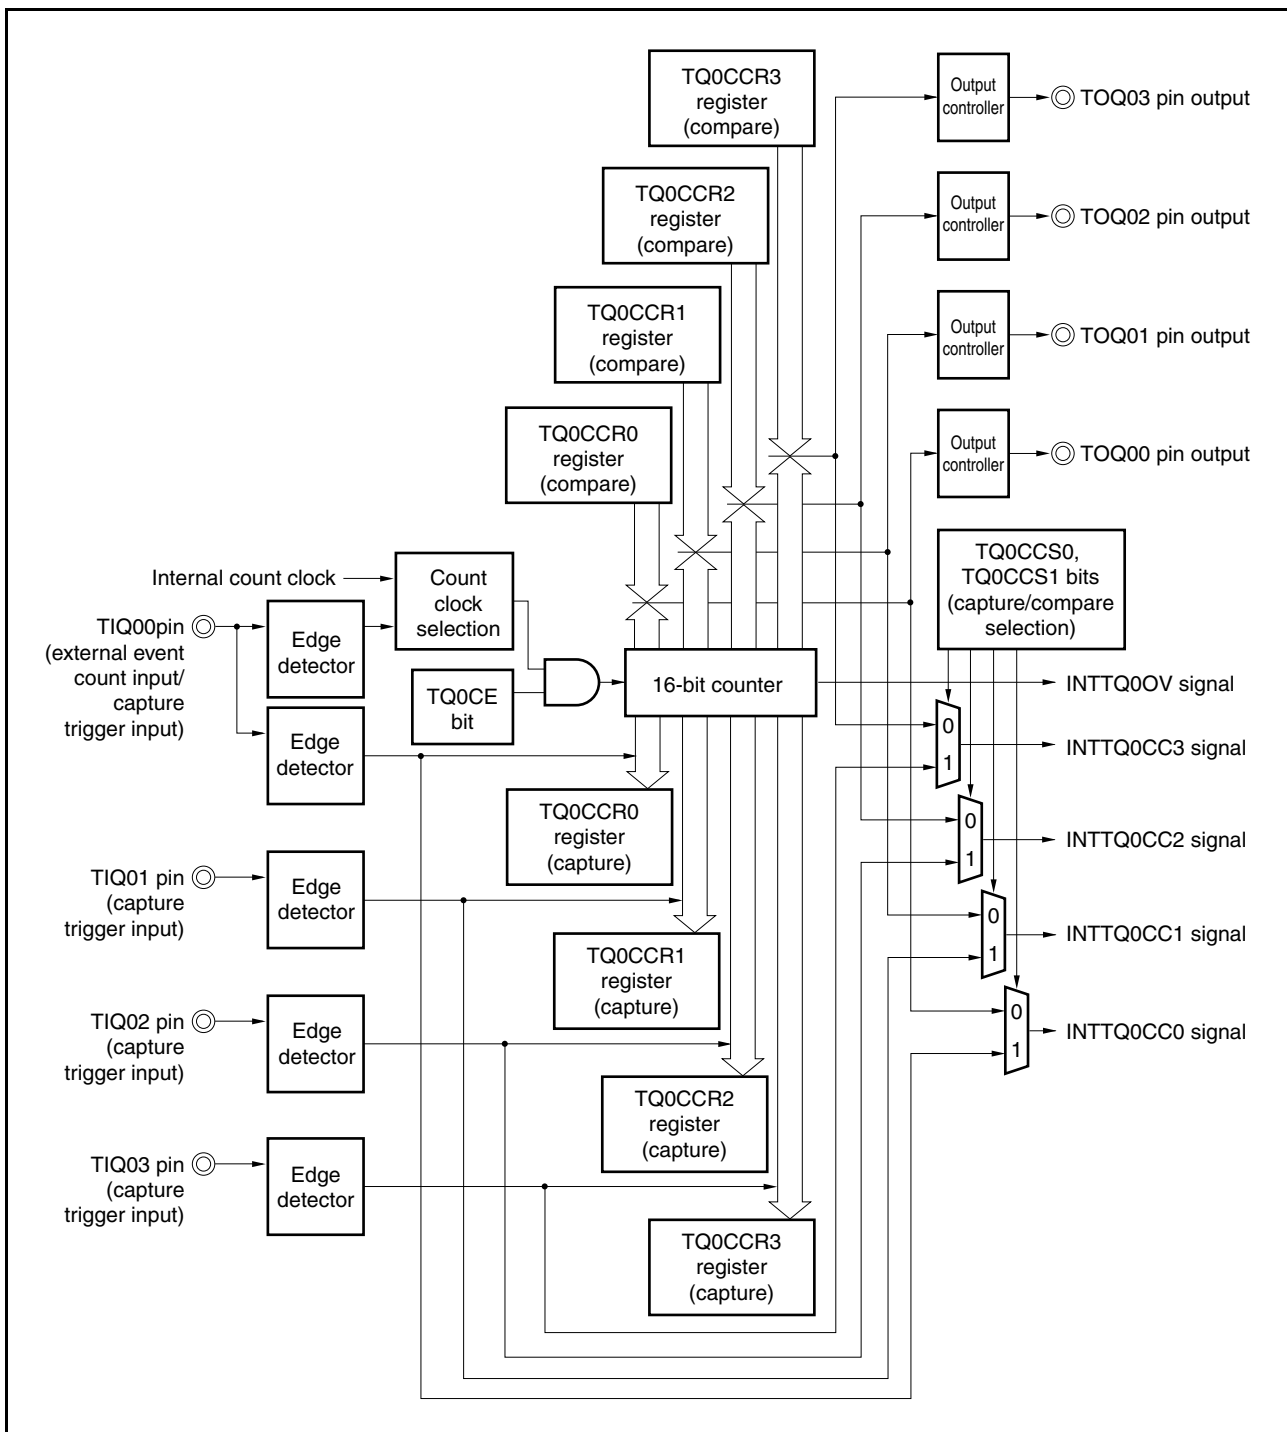 TQ0CCR3
register
(compare)
Output
controller
TOQ03 pin output
TQ0CCR2
register
(compare)
Output
controller
TOQ02 pin output
TQ0CCR1
register
(compare)
Output
controller
TOQ01 pin output
TQ0CCR0
register
(compare)
Output
controller
TOQ00 pin output
TQ0CCS0,
TQ0CCS1 bits
(capture/compare
selection)
Internal count clock
Count
clock
selection
TIQ00pin
(external event
count input/
capture
trigger input)
Edge
detector
TQ0CE
bit
16-bit counter
INTTQ0OV signal
Edge
detector
0
1
INTTQ0CC3 signal
TQ0CCR0
register
(capture)
0
1
INTTQ0CC2 signal
TIQ01 pin
(capture
trigger input)
Edge
detector
0
1
INTTQ0CC1 signal
TQ0CCR1
register
(capture)
TIQ02 pin
(capture
trigger input)
Edge
detector
0
1
INTTQ0CC0 signal
TQ0CCR2
register
(capture)
TIQ03 pin
(capture
trigger input)
Edge
detector
TQ0CCR3
register
(capture)